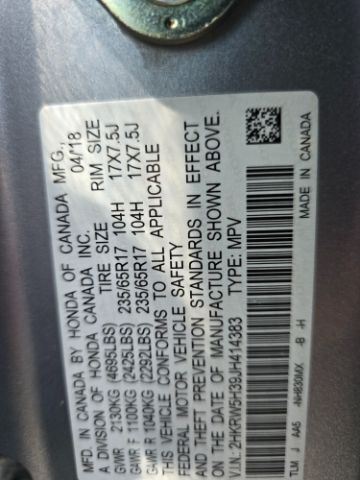 MFD. IN CANADA BY HONDA OF CANADA MFG.,
A DIVISION OF HONDA CANADA INC. 04/18
TIRE SIZE RIM SIZE
GVWR 2130KG (4695LBS)
GAWR F 1100KG (2425LBS) 235/65R17 104H 17X7.5J
GAWR R 1040KG (2292LBS) 235/65R17 104H 17X7.5J
THIS VEHICLE CONFORMS TO ALL APPLICABLE
FEDERAL MOTOR VEHICLE SAFETY
AND THEFT PREVENTION STANDARDS IN EFFECT
ON THE DATE OF MANUFACTURE SHOWN ABOVE.
V.I.N.: 2HKRW5H39JH414383 TYPE: MPV
TLM J AA5 -NH830MX -B -H MADE IN CANADA